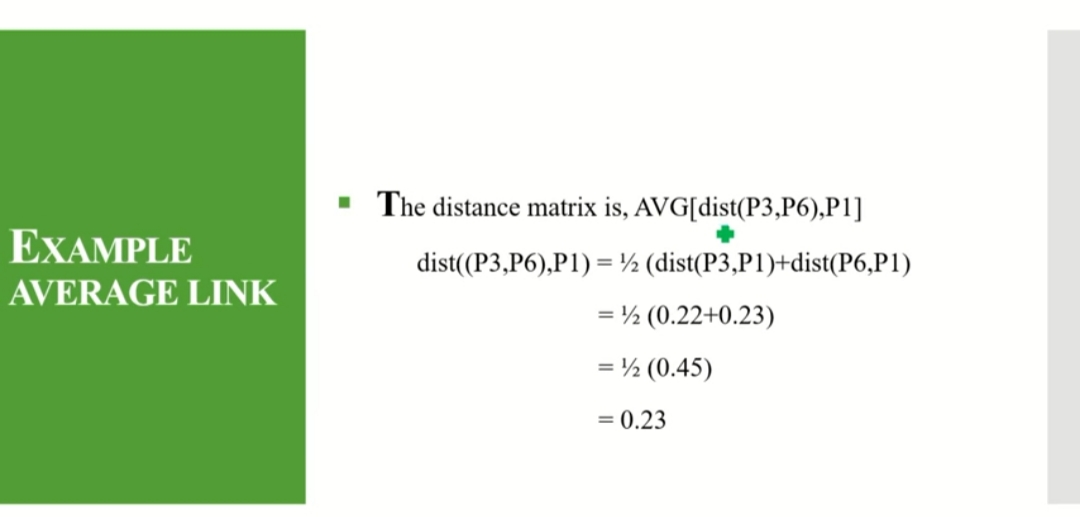 EXAMPLE
AVERAGE LINK
The distance matrix is, AVG[dist(P3,P6),P1]
dist((P3,P6),P1) = ½ (dist(P3,P1)+dist(P6,P1)
= ½ (0.22+0.23)
= ½ (0.45)
= 0.23